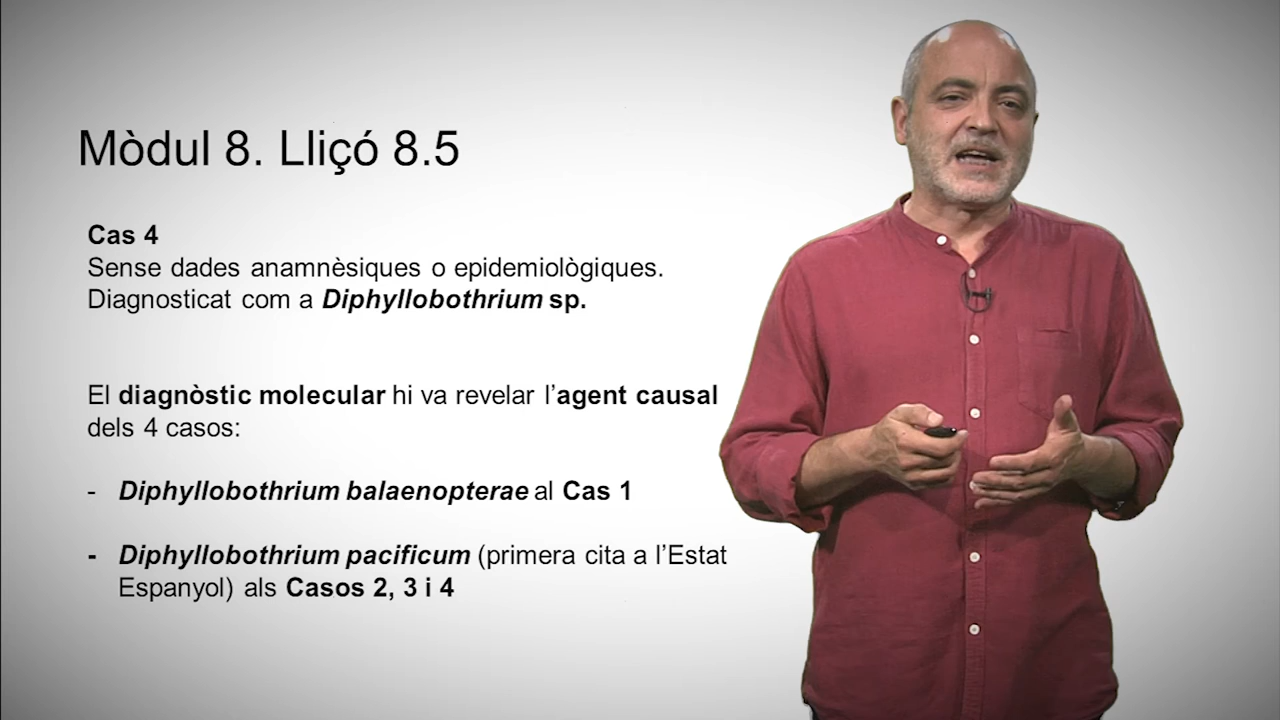 Mòdul 8. Lliçó 8.5
Cas 4
Sense dades anamnèsiques o epidemiològiques.
Diagnosticat com a Diphyllobothrium sp.
El diagnòstic molecular hi va revelar l’agent causal
dels 4 casos:
- Diphyllobothrium balaenopterae al Cas 1
- Diphyllobothrium pacificum (primera cita a l’Estat
Espanyol) als Casos 2, 3 i 4